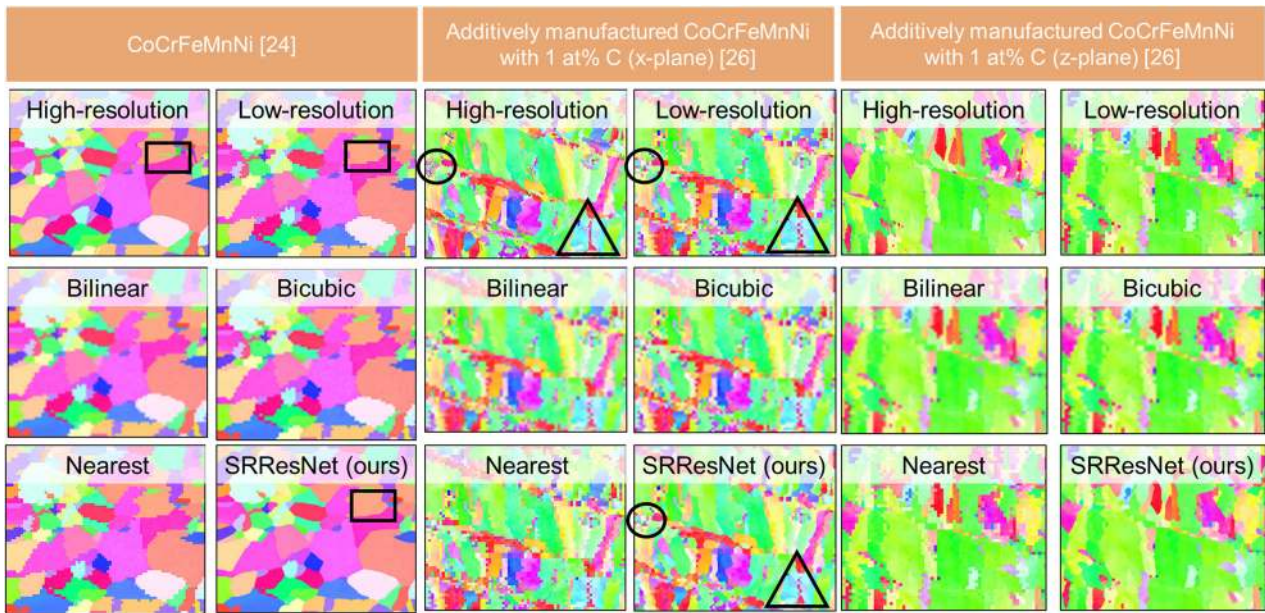 CoCrFeMnNi [24]
Additively manufactured CoCrFeMnNi
with 1 at% C (x-plane) [26]
Additively manufactured CoCrFeMnNi
with 1 at% C (z-plane) [26]
High-resolution
Low-resolution
High-resolution
Low-resolution
High-resolution
Low-resolution
Bilinear
Bicubic
Bilinear
Bicubic
Bilinear
Bicubic
Nearest
SRResNet (ours)
Nearest
SRResNet (ours)
Nearest
SRResNet (ours)